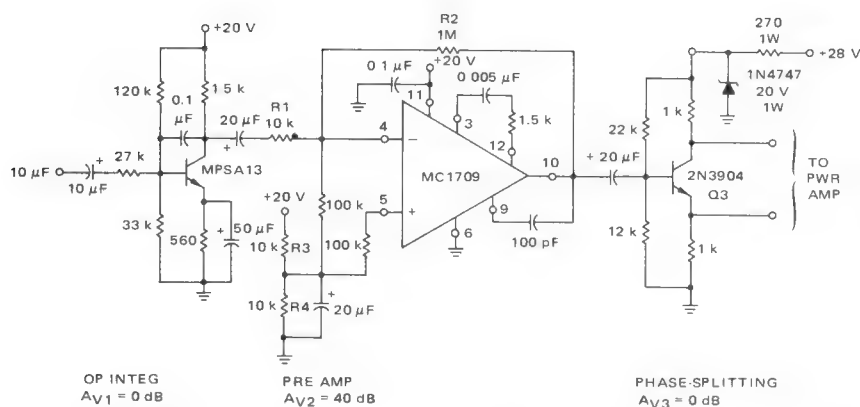 +20 V
120 k
1.5 k
0.1
µF
20 µF
+
R1
10 k
10 µF
+
10 µF
27 k
MPSA13
33 k
+
50 µF
560
R2
1M
+20 V
0 1 µF
11
0 005 µF
3
1.5 k
12
4
−
MC1709
10
5
+
9
6
100 pF
+20 V
100 k
10 k
R3
100 k
10 k
R4
+
20 µF
270
1W
+28 V
1N4747
20 V
1W
1 k
22 k
+ 20 µF
2N3904
Q3
12 k
1 k
TO
PWR
AMP
OP INTEG
AV1 = 0 dB
PRE AMP
AV2 = 40 dB
PHASE-SPLITTING
AV3 = 0 dB